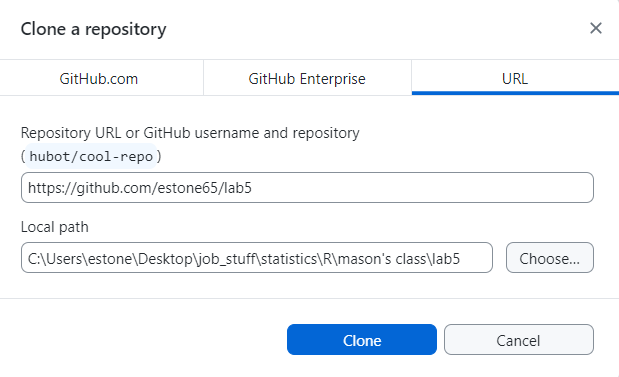 Clone a repository
GitHub.com
GitHub Enterprise
URL
Repository URL or GitHub username and repository
(hubot/cool-repo)
https://github.com/estone65/lab5
Local path
C:\Users\estone\Desktop\job_stuff\statistics\R\mason's class\lab5
Choose...
Clone
Cancel